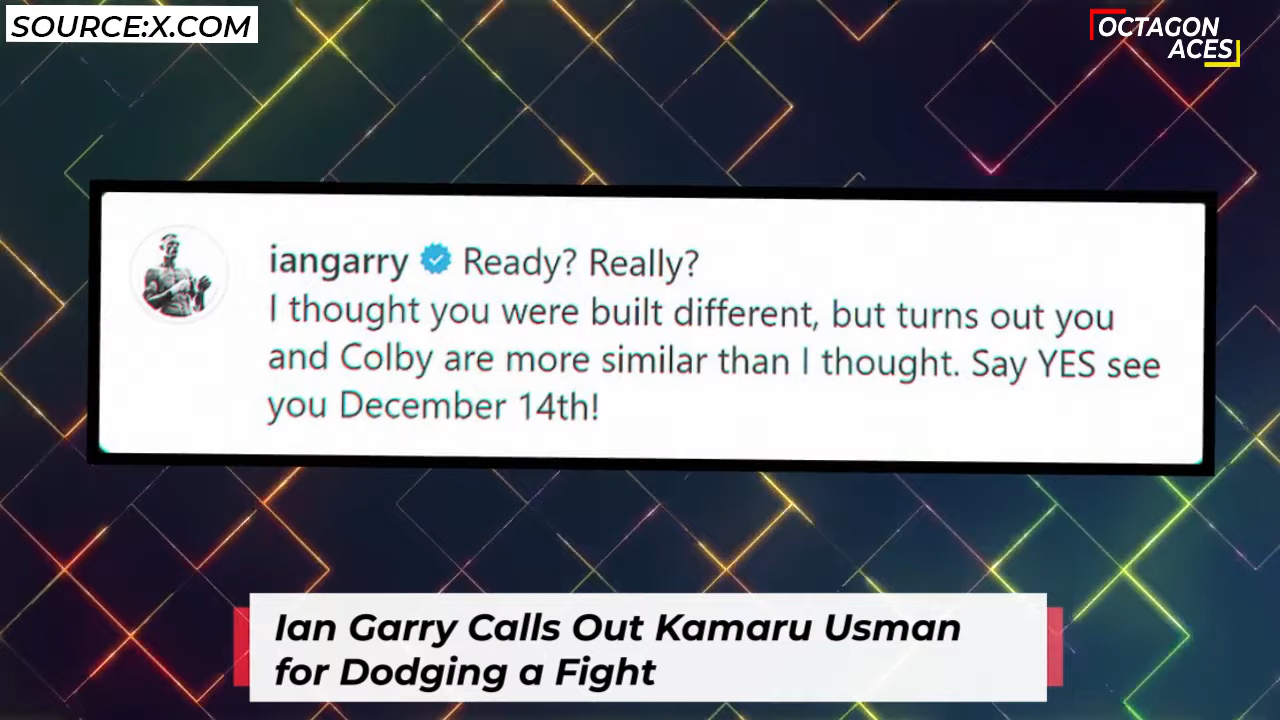 SOURCE:X.COM
OCTAGON
ACES
iangarry Ready? Really?
I thought you were built different, but turns out you
and Colby are more similar than I thought. Say YES see
you December 14th!
Ian Garry Calls Out Kamaru Usman
for Dodging a Fight